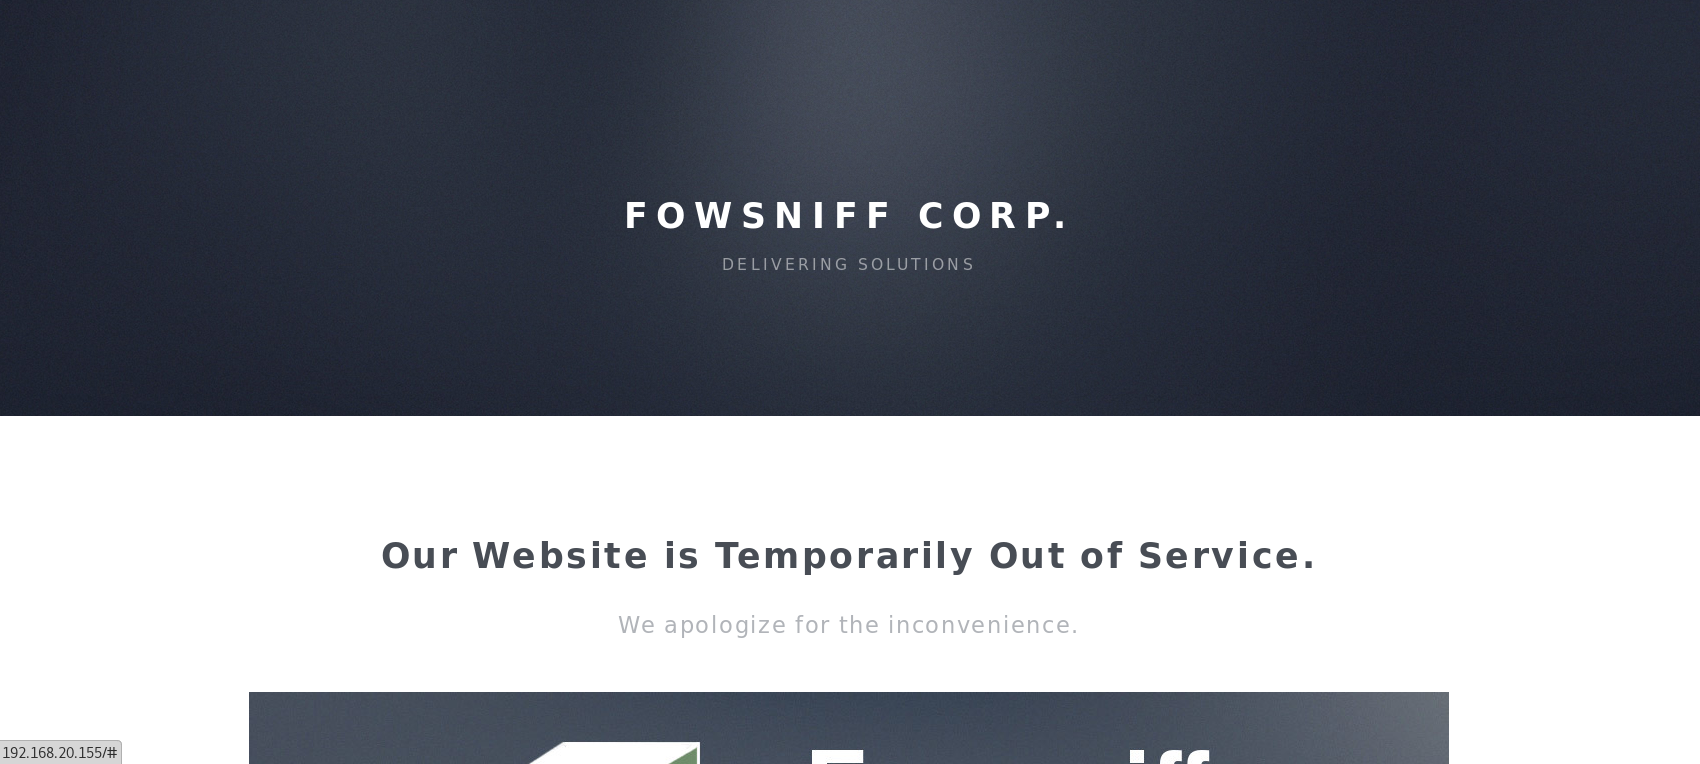 FOWSNIFF CORP.
DELIVERING SOLUTIONS
Our Website is Temporarily Out of Service.
We apologize for the inconvenience.
192.168.20.155/#